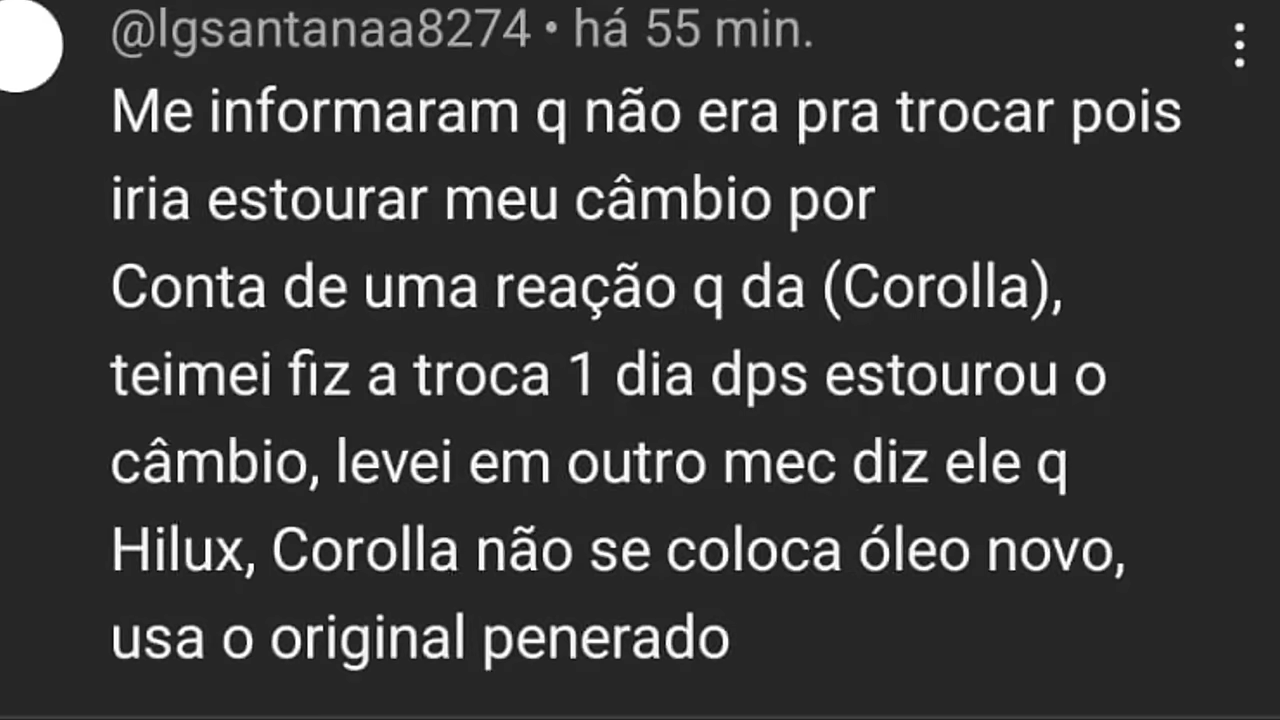 @lgsantanaa8274 • há 55 min.
Me informaram q não era pra trocar pois
iria estourar meu câmbio por
Conta de uma reação q da (Corolla),
teimei fiz a troca 1 dia dps estourou o
câmbio, levei em outro mec diz ele q
Hilux, Corolla não se coloca óleo novo,
usa o original penerado